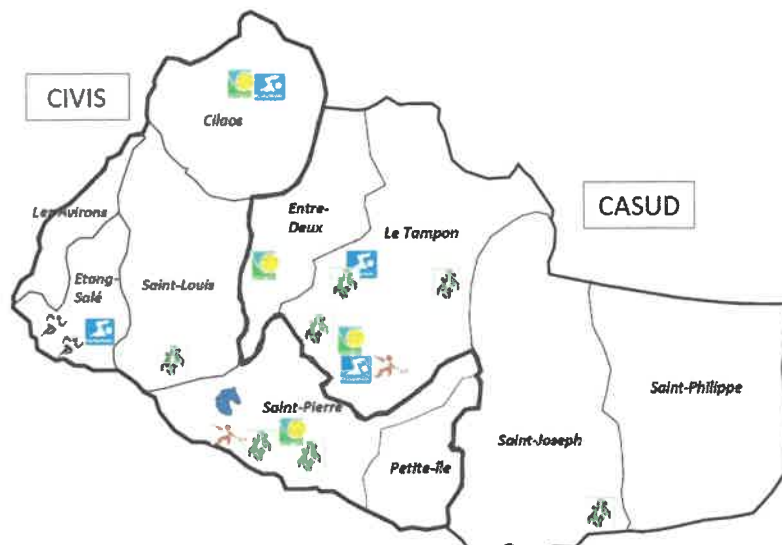 CIVIS
Cilaos
Les Avirons
Entre-
Deux
CASUD
Le Tampon
Etang-
Salé
Saint-Louis
Saint-Philippe
Saint-Pierre
Saint-Joseph
Petite-île